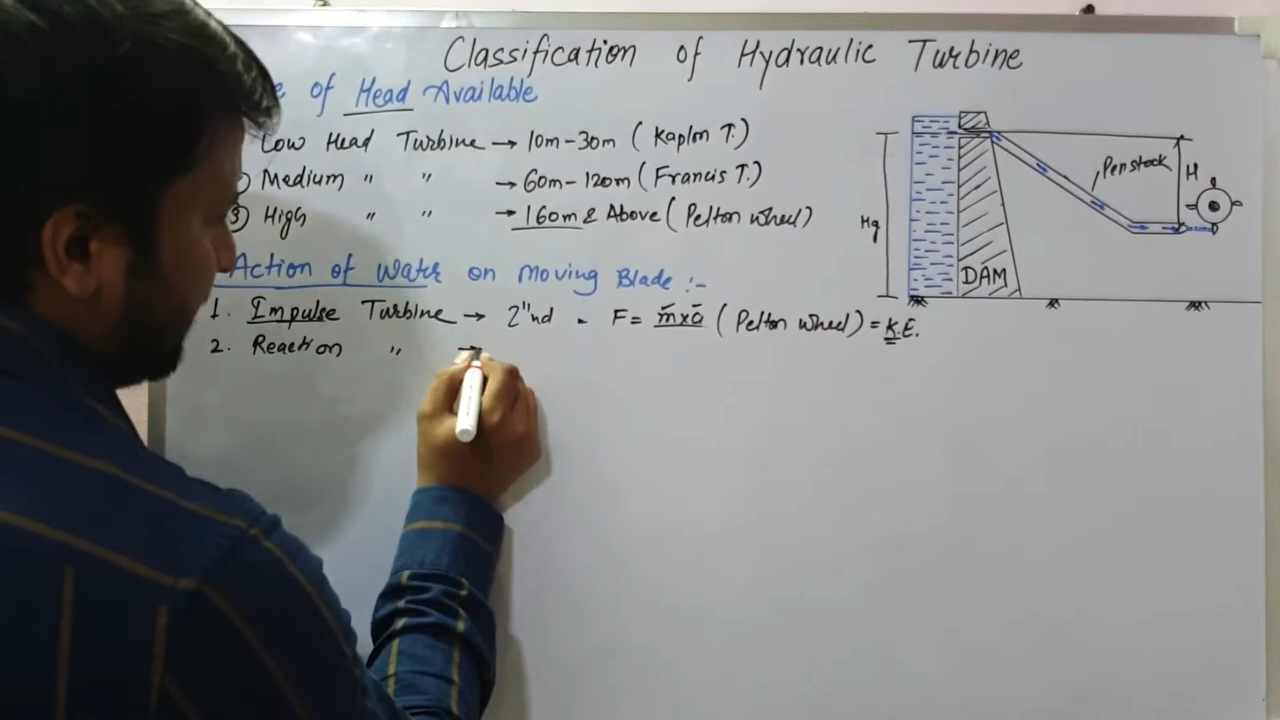 Classification of Hydraulic Turbine
of Head Available
Low Head Turbine → 10m-30m ( Kaplan T.)
) Medium " " → 60m-120m ( Francis T.)
3) High " " → 160m & Above ( Pelton wheel)
Action of Water on Moving Blade :-
1. Impulse Turbine → 2"nd - F = m̄xā ( Pelton wheel) = K.E.
2. Reaction " →
Penstock
H
Hg
DAM